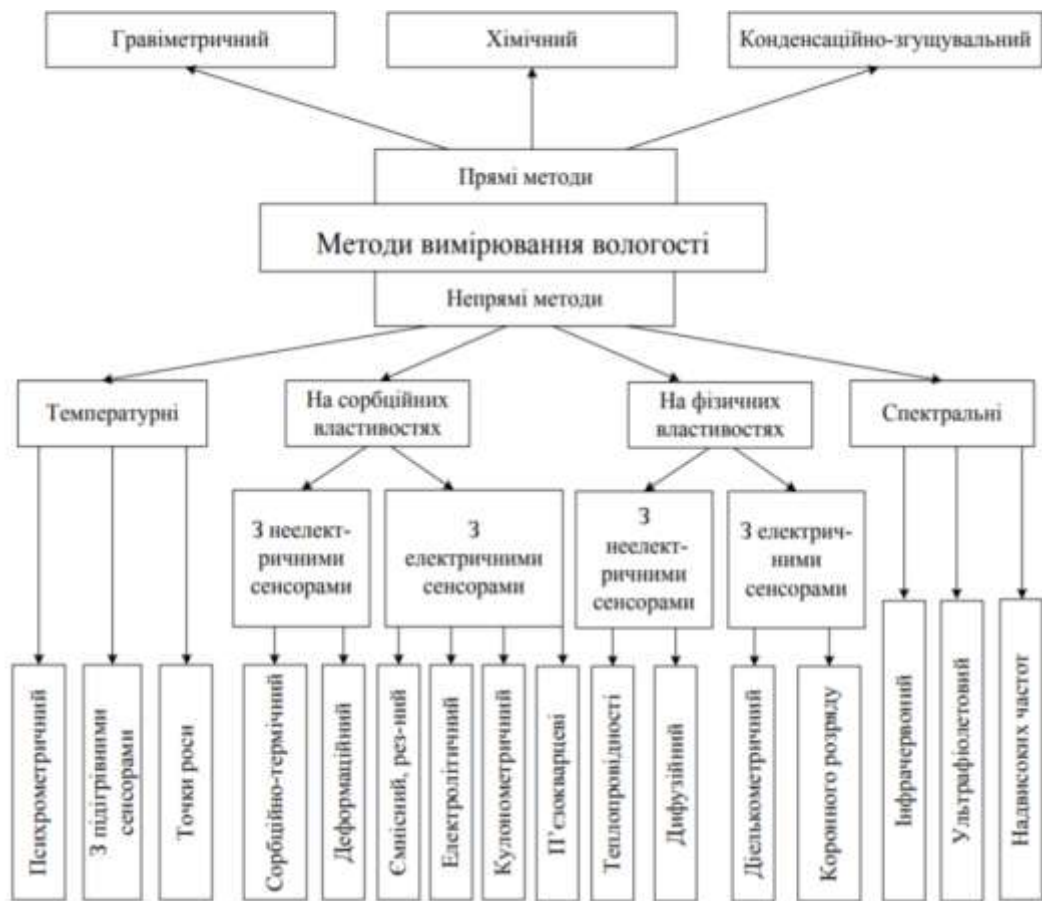 Гравіметричний
Хімічний
Конденсаційно-згущувальний
Прямі методи
Методи вимірювання вологості
Непрямі методи
Температурні
На сорбційних
властивостях
На фізичних
властивостях
Спектральні
З неелект-
ричними
сенсорами
З
електричними
сенсорами
З
неелект-
ричними
сенсорами
З електрич-
ними
сенсорами
Психрометричний
З підігрівними
сенсорами
Точки роси
Сорбційно-термічний
Деформаційний
Ємнісний, рез-ний
Електролітичний
Кулонометричний
П’єзокварцеві
Теплопровідності
Дифузійний
Діелькометричний
Коронного розряду
Інфрачервоний
Ультрафіолетовий
Надвисоких частот